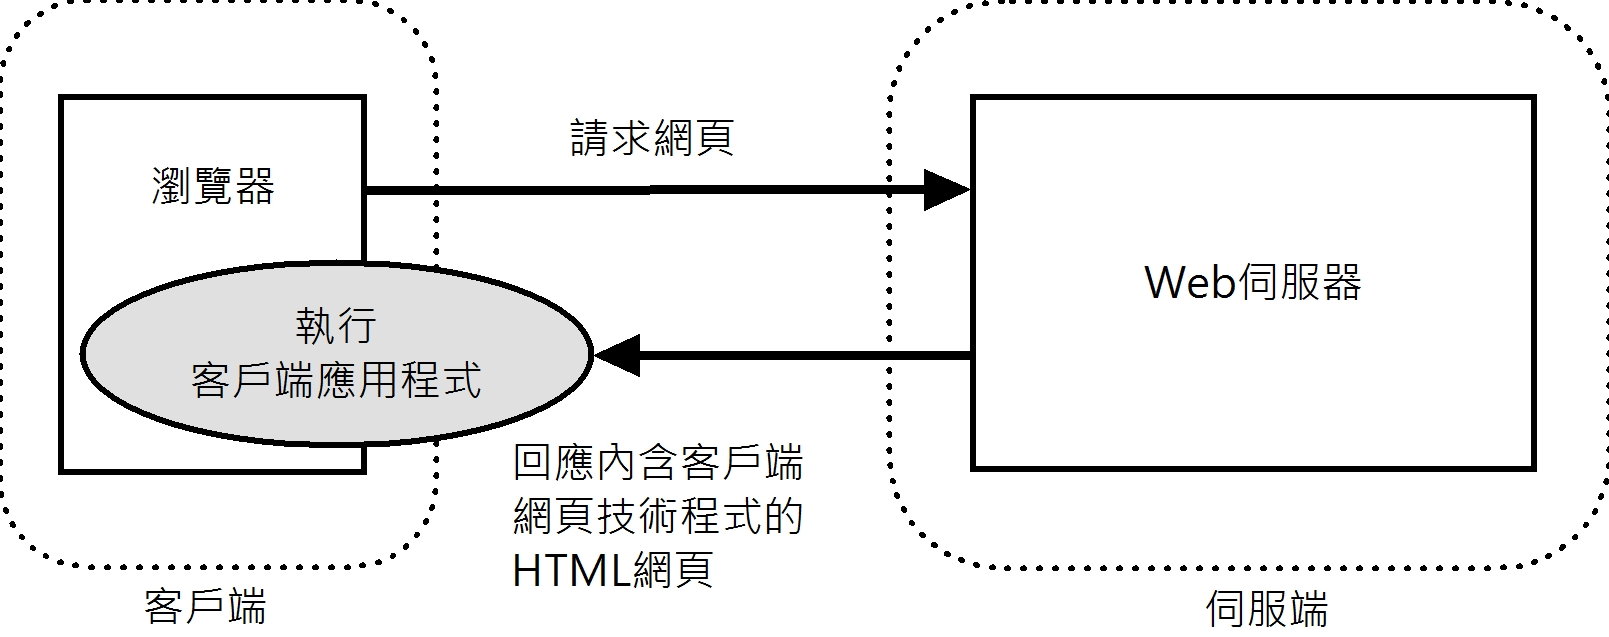 請求網頁
瀏覽器
Web伺服器
執行
客戶端應用程式
回應內含客戶端
網頁技術程式的
HTML網頁
客戶端
伺服端